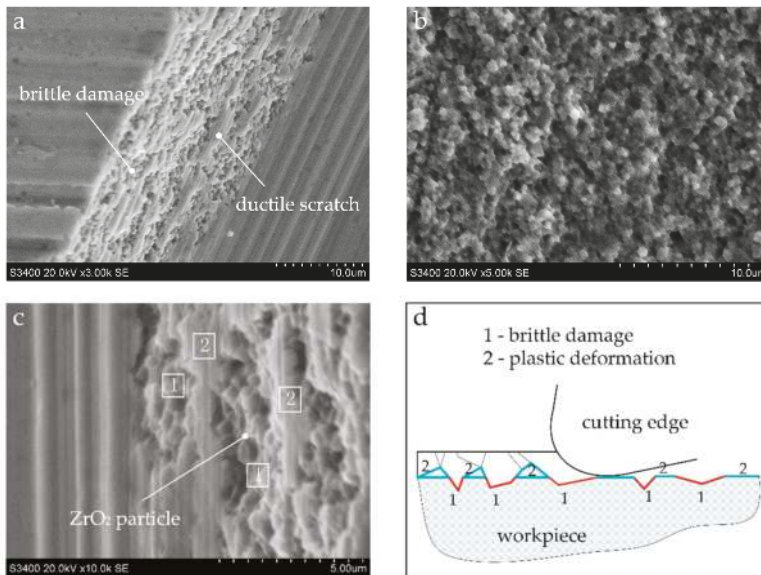 a
brittle damage
ductile scratch
S3400 20.0kV x3.00k SE 10.0um
b
S3400 20.0kV x5.00k SE 10.0um
c
2
1
2
1
ZrO₂ particle
S3400 20.0kV x10.0k SE 5.00um
d
1 - brittle damage
2 - plastic deformation
cutting edge
2 2 2 2 2
1 1 1 1 1
workpiece